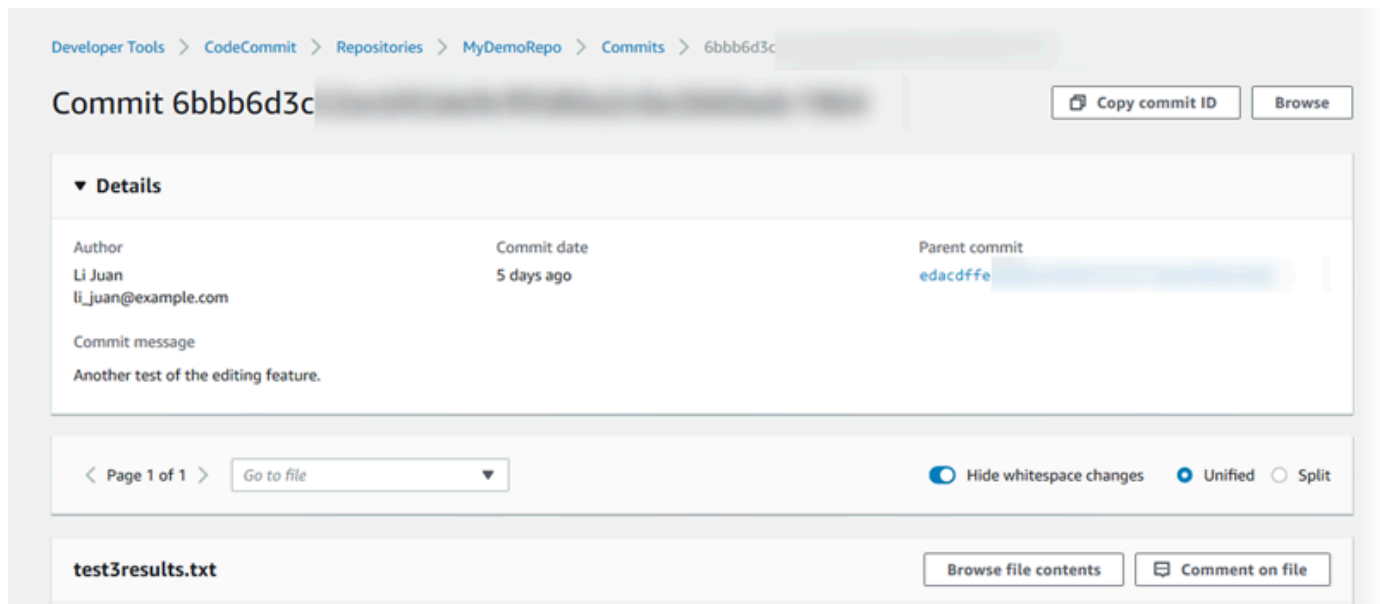 Developer Tools > CodeCommit > Repositories > MyDemoRepo > Commits > 6bbb6d3c
Commit 6bbb6d3c
Copy commit ID
Browse
▼ Details
Author
Commit date
Parent commit
Li Juan
5 days ago
edacdffe
li_juan@example.com
Commit message
Another test of the editing feature.
< Page 1 of 1 >
Go to file
Hide whitespace changes
Unified
Split
test3results.txt
Browse file contents
Comment on file